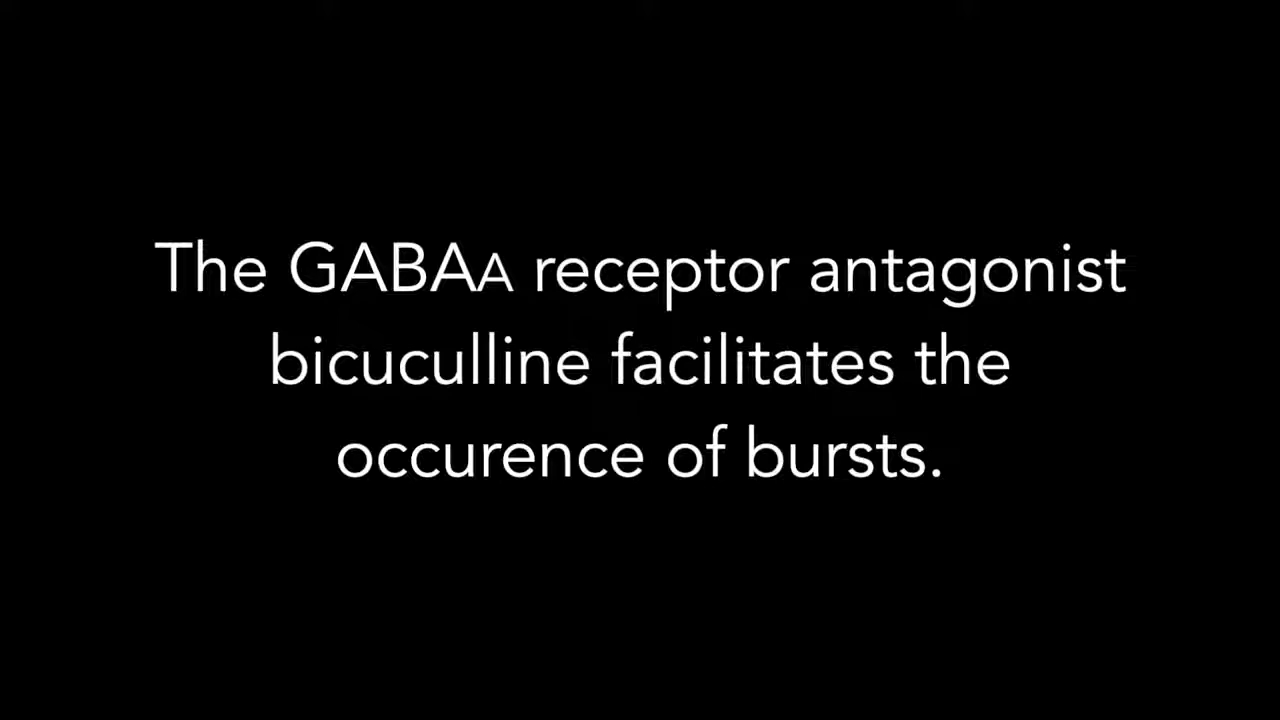 The GABAA receptor antagonist
bicuculline facilitates the
occurence of bursts.